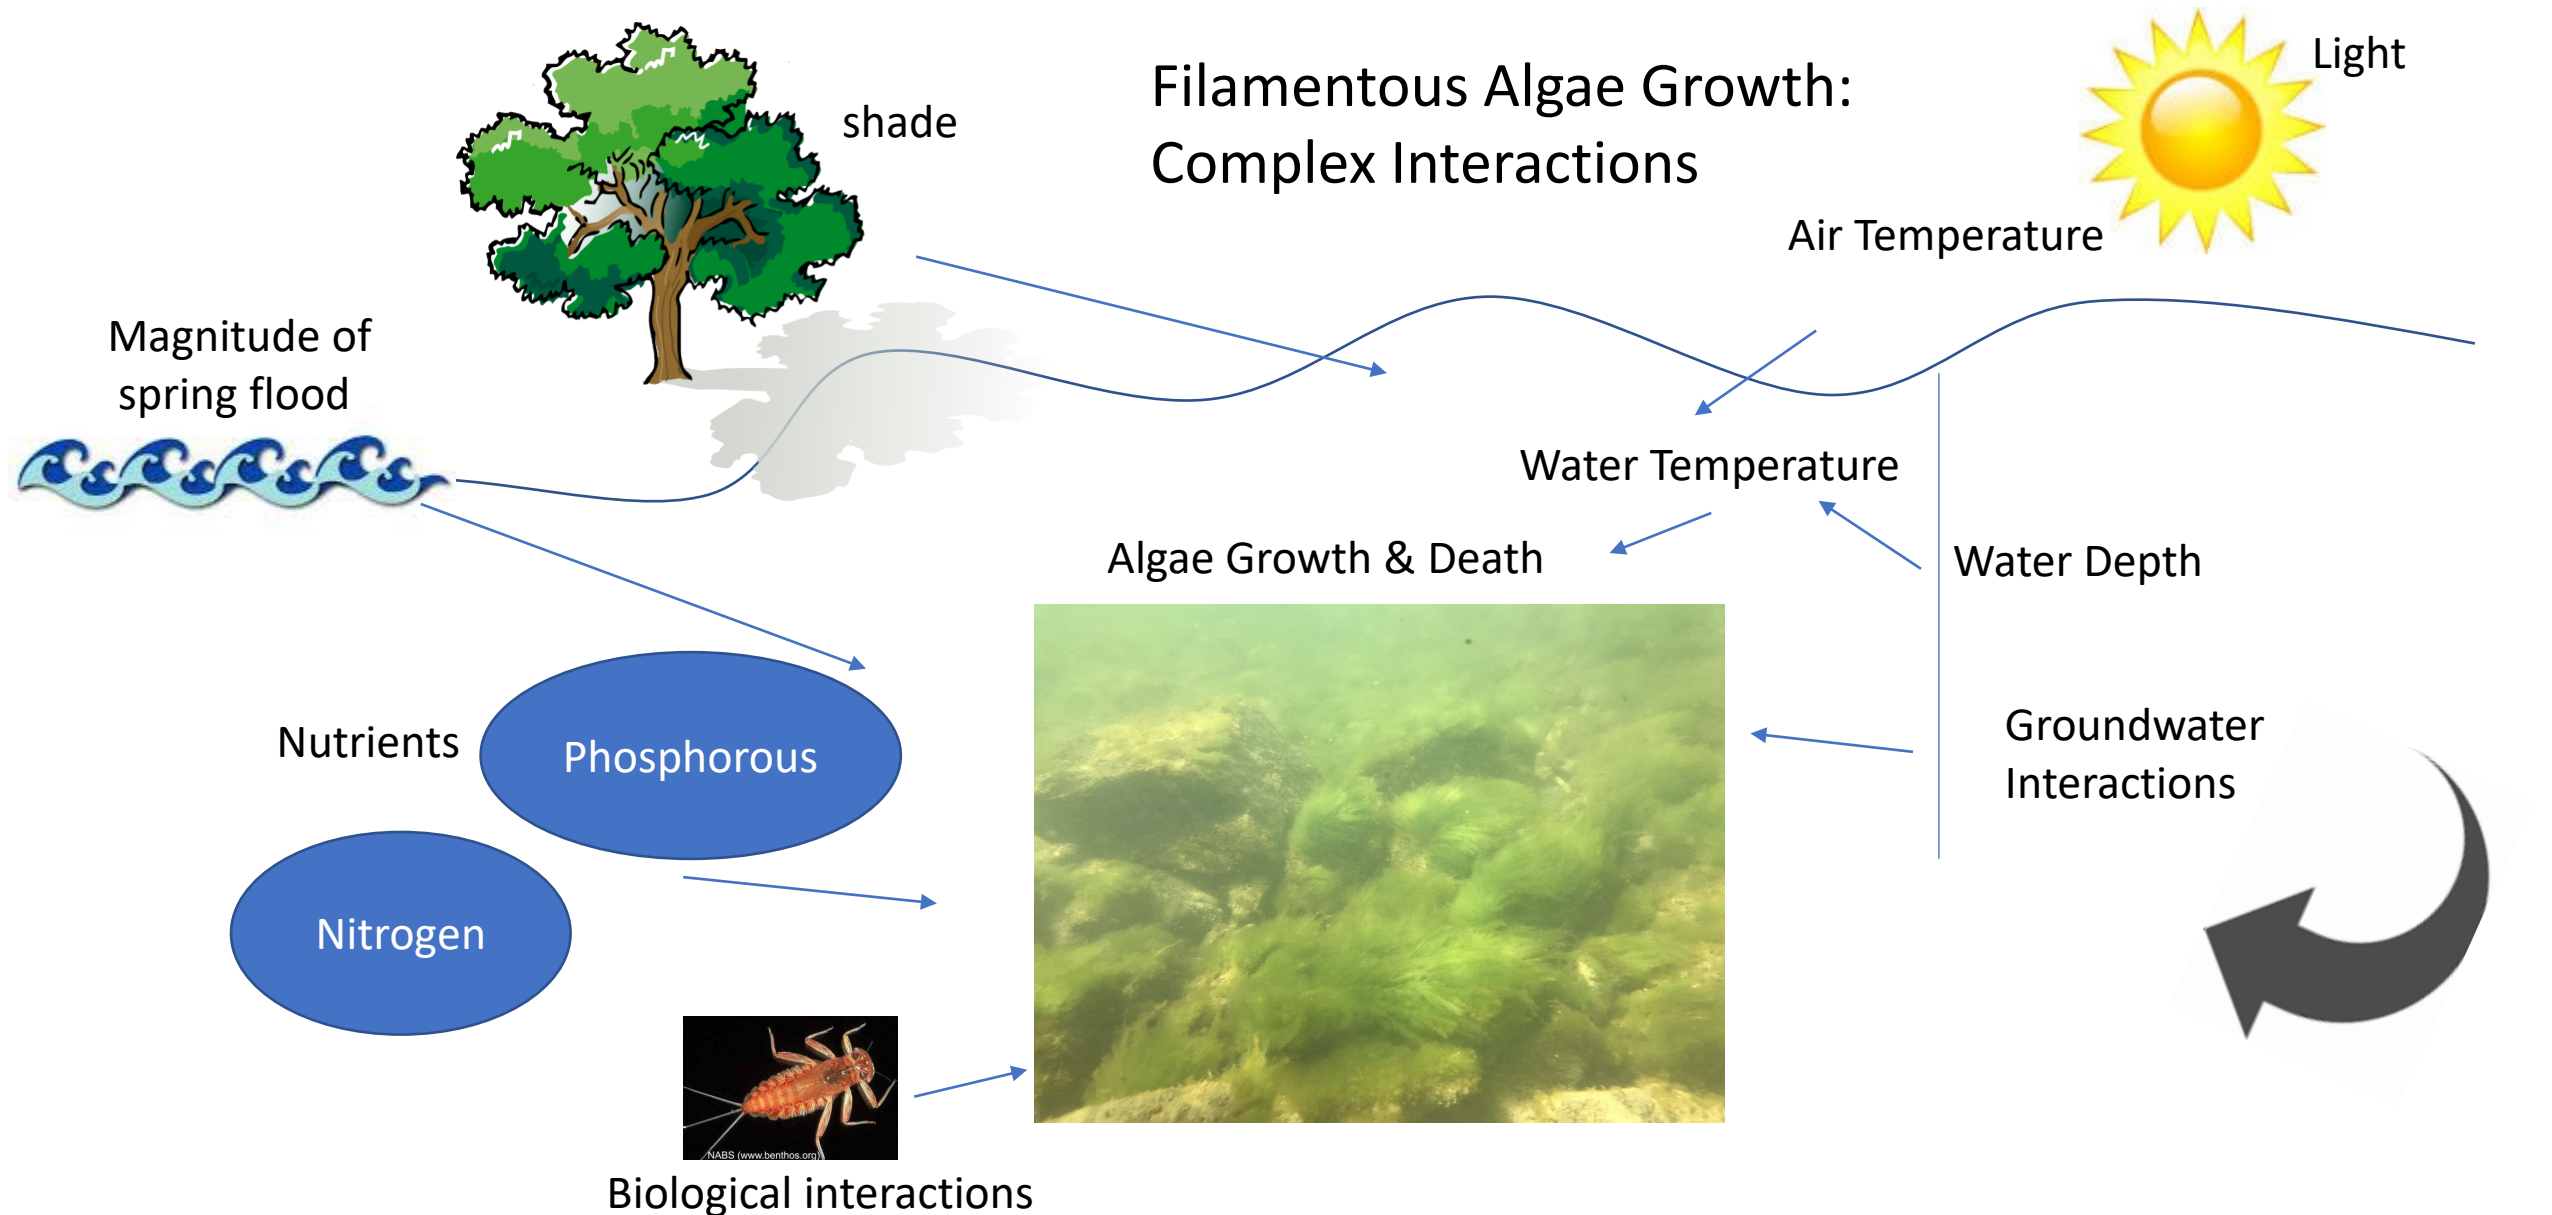 Filamentous Algae Growth:
Complex Interactions
Light
shade
Air Temperature
Magnitude of
spring flood
Water Temperature
Algae Growth & Death
Water Depth
Nutrients
Phosphorous
Groundwater
Interactions
Nitrogen
NABS (www.benthos.org)
Biological interactions